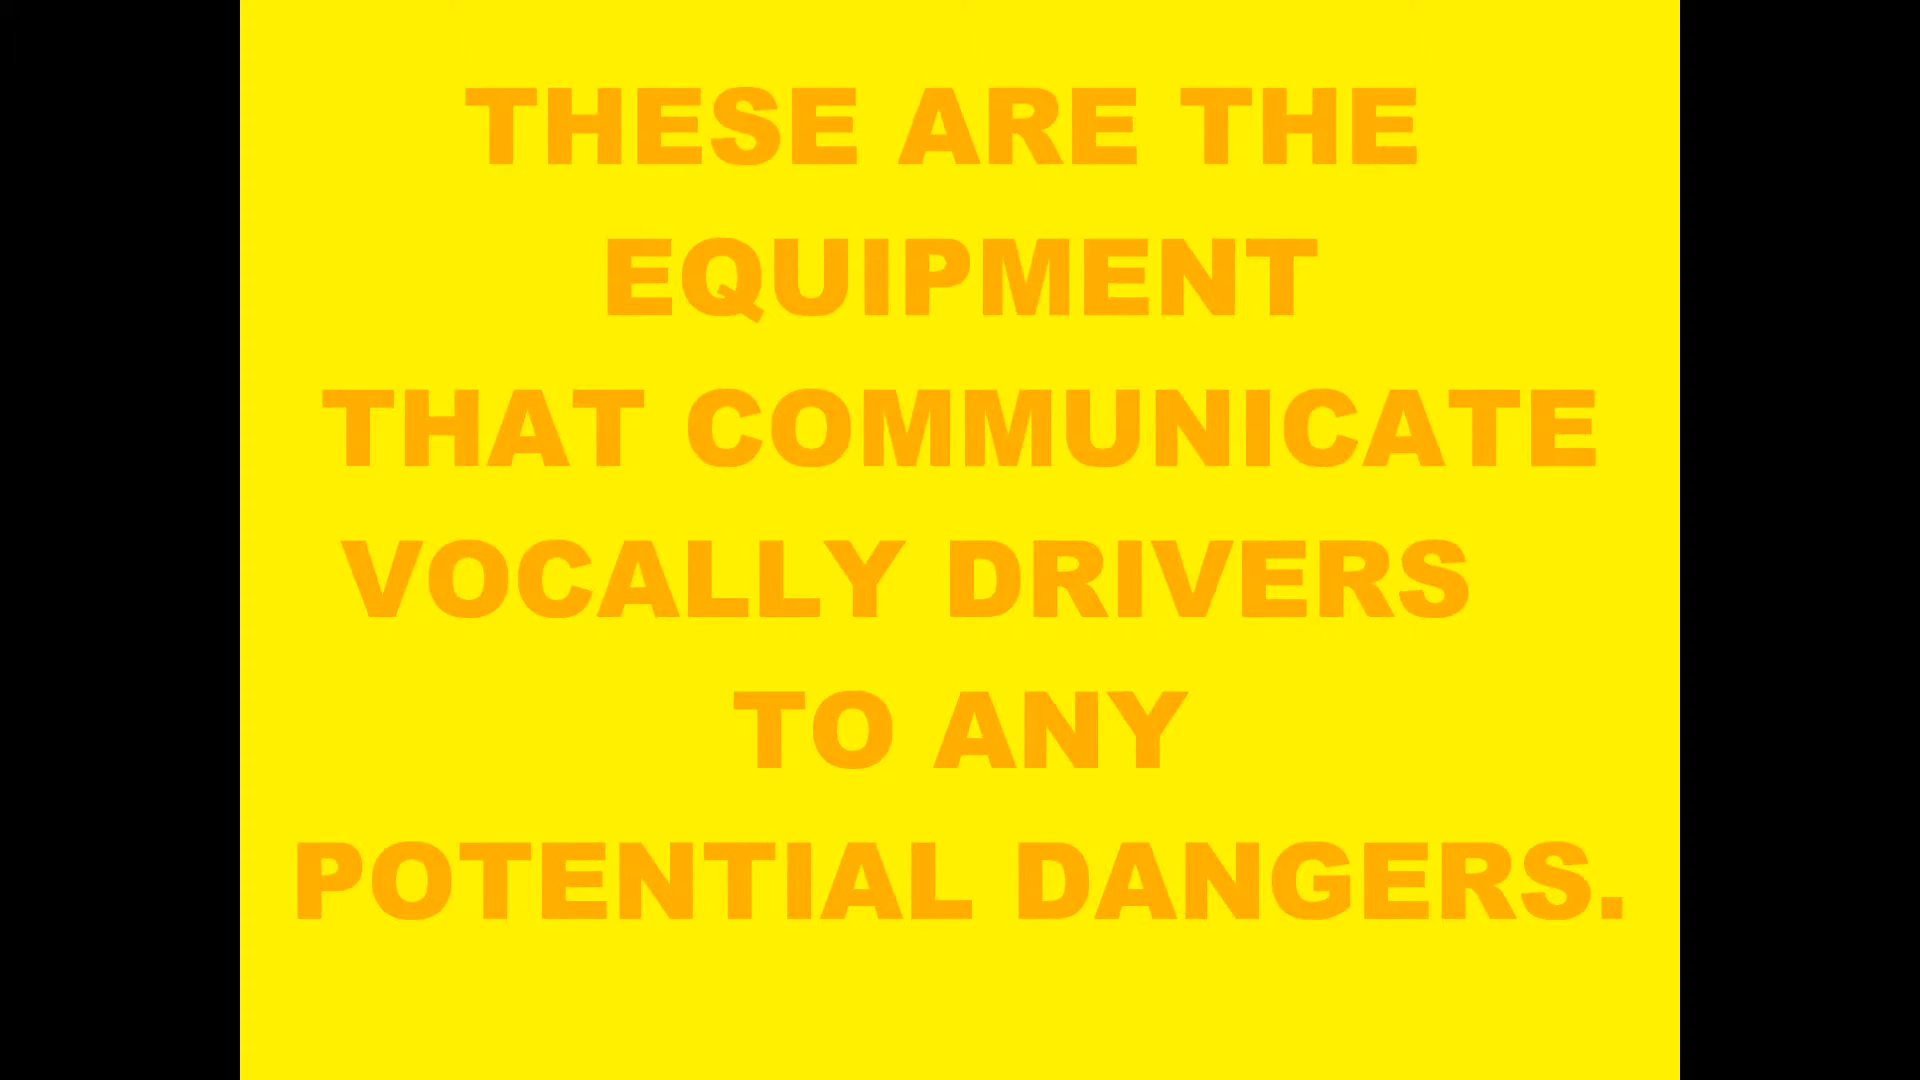 THESE ARE THE
EQUIPMENT
THAT COMMUNICATE
VOCALLY DRIVERS
TO ANY
POTENTIAL DANGERS.